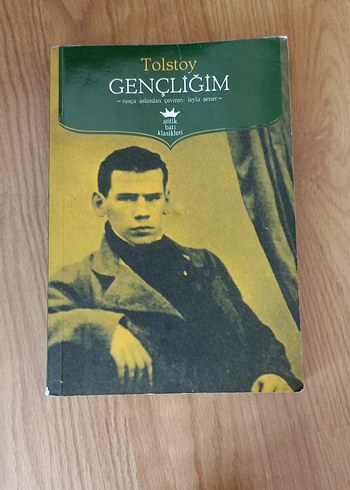 Tolstoy
GENÇLİĞİM
~ rusça aslından çeviren: leyla şener ~
antik
batı
klasikleri